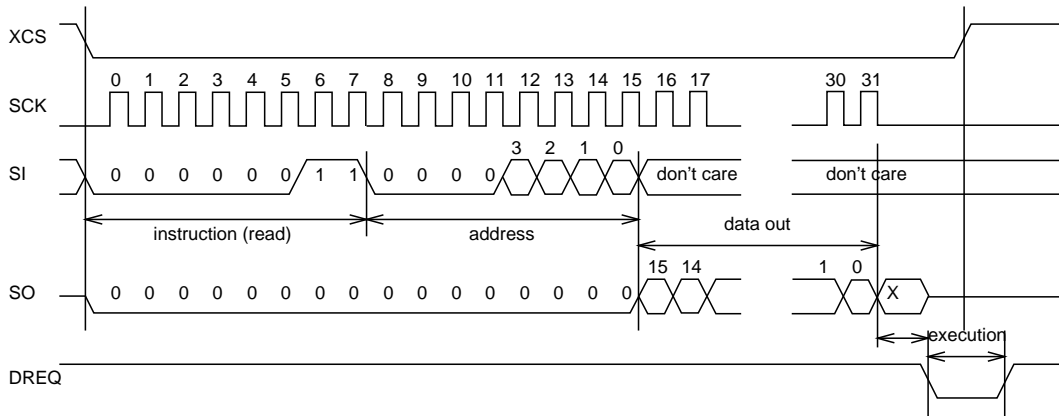 XCS
0 1 2 3 4 5 6 7 8 9 10 11 12 13 14 15 16 17 30 31
SCK
3 2 1 0
SI 0 0 0 0 0 0 1 1 0 0 0 0 don't care don't care
instruction (read) address data out
15 14 1 0
SO 0 0 0 0 0 0 0 0 0 0 0 0 0 0 0 0 X
execution
DREQ